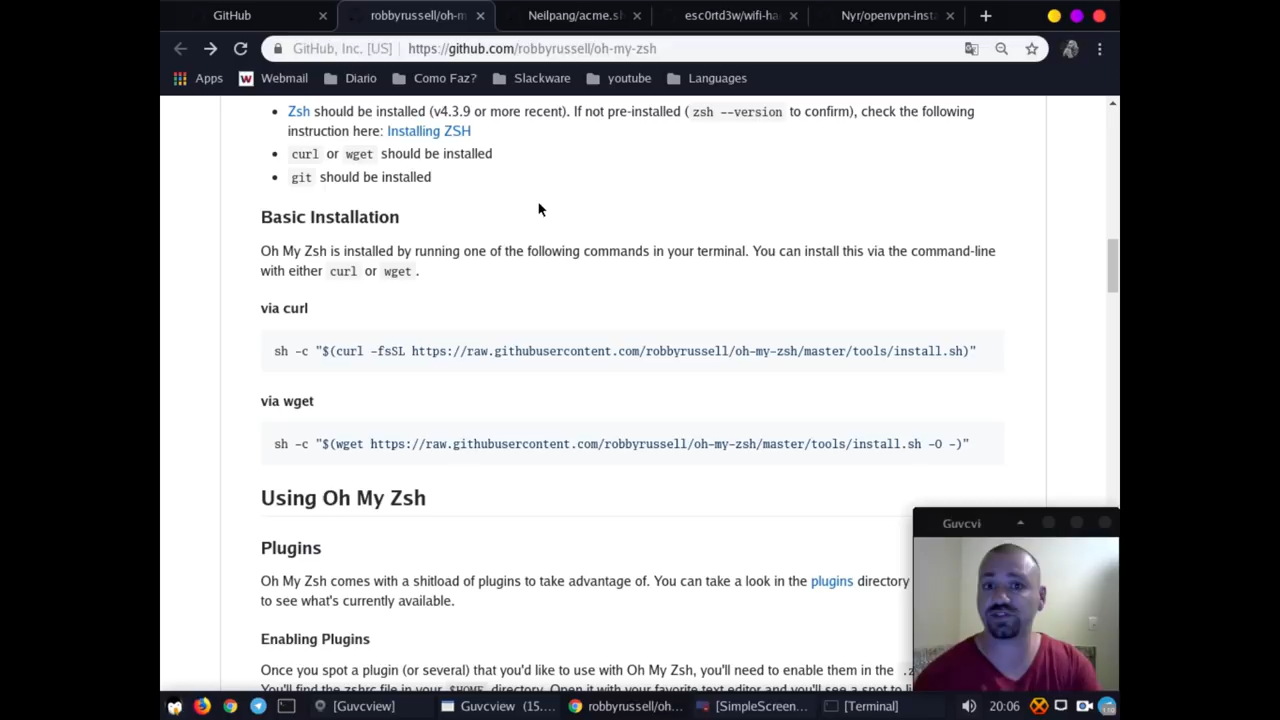 GitHub
robbyrussell/oh-m
Neilpang/acme.sh
esc0rtd3w/wifi-ha
Nyr/openvpn-inst
GitHub, Inc. [US] https://github.com/robbyrussell/oh-my-zsh
Apps Webmail Diario Como Faz? Slackware youtube Languages
Zsh should be installed (v4.3.9 or more recent). If not pre-installed ( zsh --version to confirm), check the following
instruction here: Installing ZSH
curl or wget should be installed
git should be installed
Basic Installation
Oh My Zsh is installed by running one of the following commands in your terminal. You can install this via the command-line
with either curl or wget .
via curl
sh -c "$(curl -fsSL https://raw.githubusercontent.com/robbyrussell/oh-my-zsh/master/tools/install.sh)"
via wget
sh -c "$(wget https://raw.githubusercontent.com/robbyrussell/oh-my-zsh/master/tools/install.sh -O -)"
Using Oh My Zsh
Plugins
Oh My Zsh comes with a shitload of plugins to take advantage of. You can take a look in the plugins directory
to see what's currently available.
Enabling Plugins
Once you spot a plugin (or several) that you'd like to use with Oh My Zsh, you'll need to enable them in the .z
You'll find the zshrc file in your $HOME directory. Open it with your favorite text editor and you'll see a spot to li
Guvcvi
[Guvcview] Guvcview (15.... robbyrussell/oh... [SimpleScreen... [Terminal] 20:06